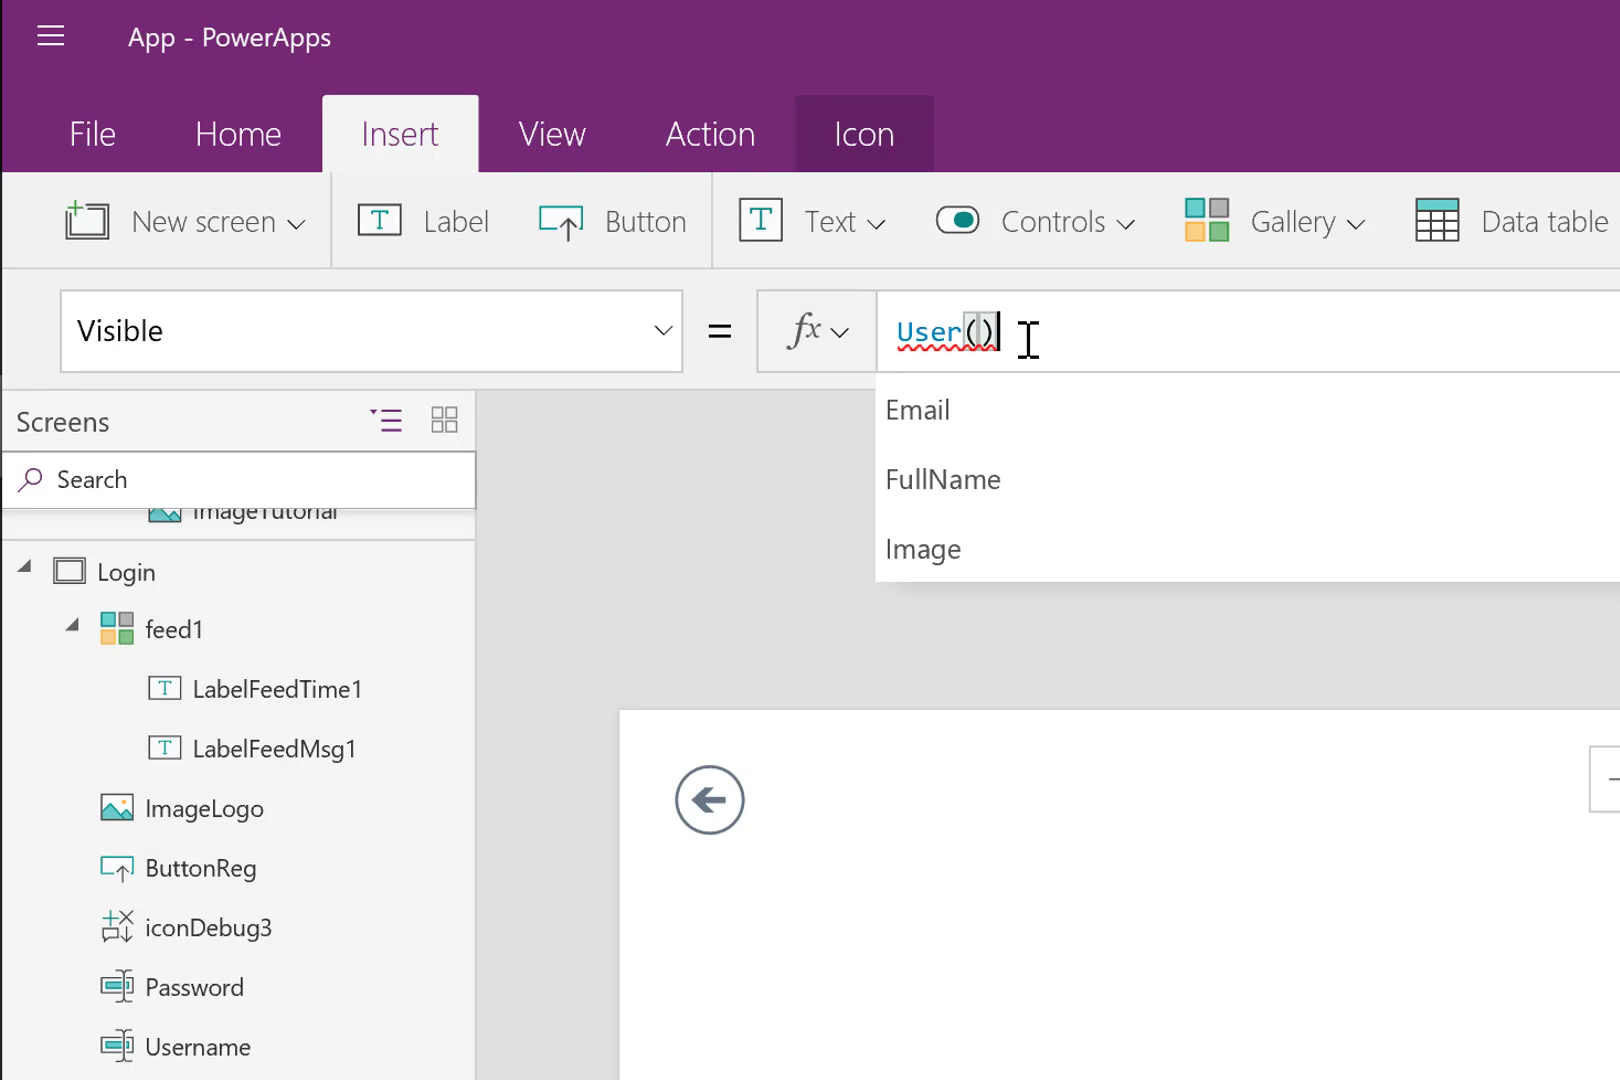 App - PowerApps
File Home Insert View Action Icon
New screen Label Button Text Controls Gallery Data table
Visible = fx User()
Email
FullName
Image
Screens
Search
ImageTutorial
Login
feed1
LabelFeedTime1
LabelFeedMsg1
ImageLogo
ButtonReg
iconDebug3
Password
Username